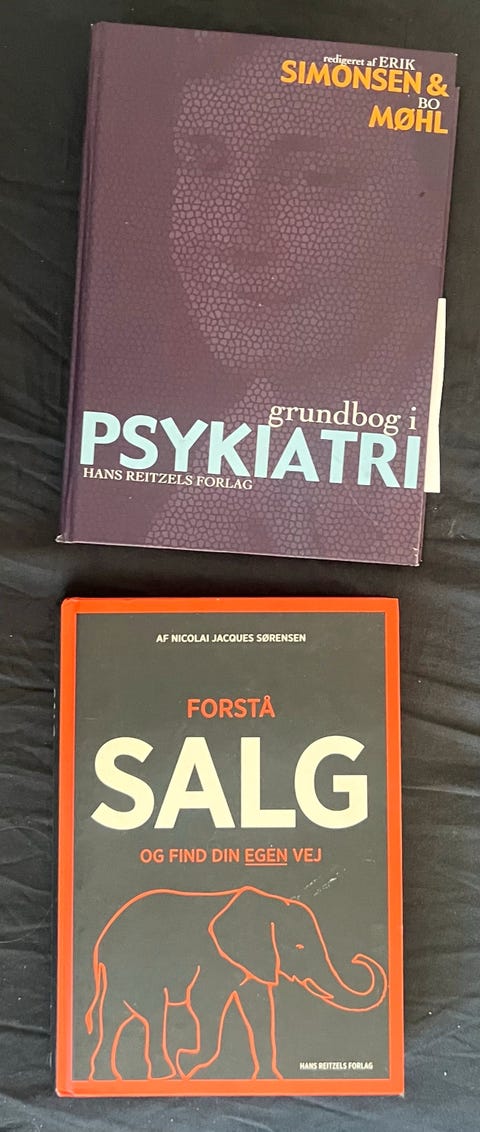 redigeret af ERIK
SIMONSEN &
BO
MØHL
grundbog i
PSYKIATRI
HANS REITZELS FORLAG
AF NICOLAI JACQUES SØRENSEN
FORSTÅ
SALG
OG FIND DIN EGEN VEJ
HANS REITZELS FORLAG